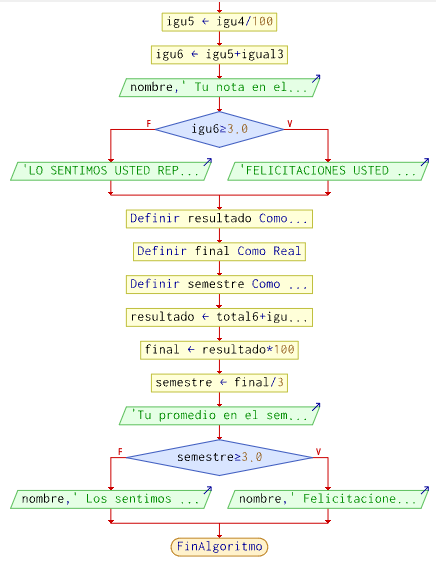 igu5 ← igu4/100
igu6 ← igu5+igual3
nombre,' Tu nota en el...
F
igu6≥3.0
V
'LO SENTIMOS USTED REP...
'FELICITACIONES USTED ...
Definir resultado Como...
Definir final Como Real
Definir semestre Como ...
resultado ← total6+igu...
final ← resultado*100
semestre ← final/3
'Tu promedio en el sem...
F
semestre≥3.0
V
nombre,' Los sentimos ...
nombre,' Felicitacione...
FinAlgoritmo